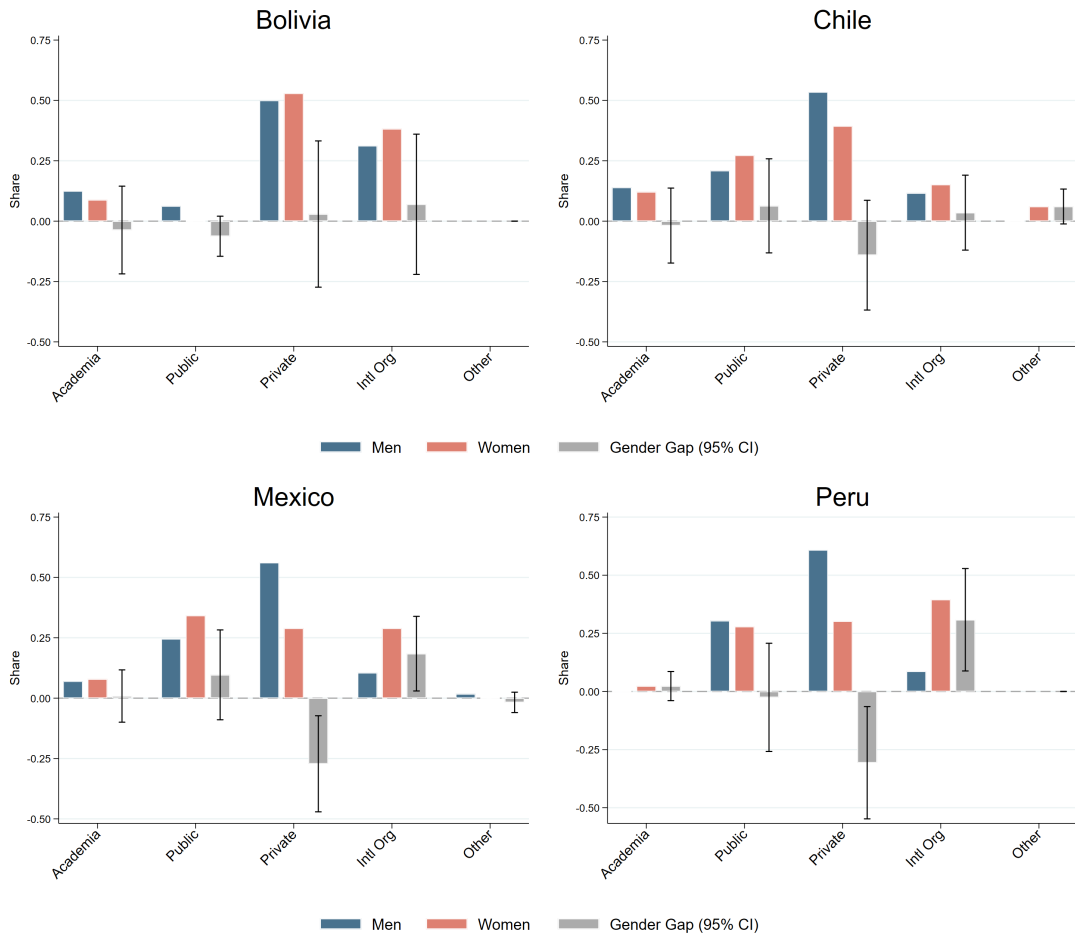 Bolivia
0.75
0.50
0.25
0.00
-0.25
-0.50
Share
Academia
Public
Private
Intl Org
Other
Chile
0.75
0.50
0.25
0.00
-0.25
-0.50
Share
Academia
Public
Private
Intl Org
Other
Men Women Gender Gap (95% CI)
Mexico
0.75
0.50
0.25
0.00
-0.25
-0.50
Share
Academia
Public
Private
Intl Org
Other
Peru
0.75
0.50
0.25
0.00
-0.25
-0.50
Share
Academia
Public
Private
Intl Org
Other
Men Women Gender Gap (95% CI)